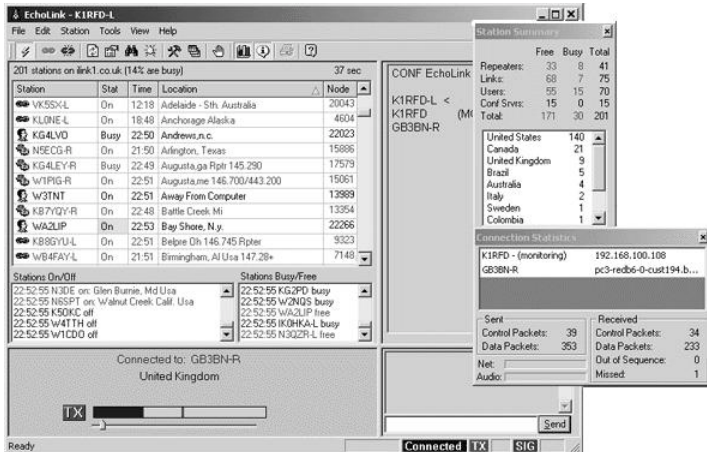 EchoLink - K1RFD-L
File Edit Station Tools View Help
201 stations on ilink1.co.uk (14% are busy) 37 sec
Station Stat Time Location Node
VK5SX-L On 12:18 Adelaide - Sth. Australia 20043
KL0NE-L On 18:48 Anchorage Alaska 4604
KG4LVO Busy 22:50 Andrews,n.c. 22023
N5ECG-R On 21:50 Arlington, Texas 15886
KG4LEY-R Busy 22:49 Augusta,ga Rptr 145.290 17579
W1PIG-R On 22:51 Augusta,me 146.700/443.200 15061
W3TNT On 22:51 Away From Computer 13989
KB7YQY-R On 22:48 Battle Creek Mi 13354
WA2LIP On 22:53 Bay Shore, N.y. 22266
KB8GYU-L On 22:51 Belpre Oh 146.745 Rpter 9323
WB4FAY-L On 21:51 Birmingham, Al Usa 147.28+ 7148
Stations On/Off
22:52:55 N3DE on: Glen Burnie, Md Usa
22:52:55 N6SPT on: Walnut Creek Calif. Usa
22:52:55 K5OKC off
22:52:55 W4TTH off
22:52:55 W1CDO off
Stations Busy/Free
22:52:55 KG2PD busy
22:52:55 W2NQS busy
22:52:55 WA2LIP free
22:52:55 IK0HKA-L busy
22:52:55 N3QZR-L free
Connected to: GB3BN-R
United Kingdom
TX
Ready
CONF EchoLink
K1RFD-L <
K1RFD (MO
GB3BN-R
Send
Connected TX SIG
Station Summary
Free Busy Total
Repeaters: 33 8 41
Links: 68 7 75
Users: 55 15 70
Conf Srvrs: 15 0 15
Total: 171 30 201
United States 140
Canada 21
United Kingdom 9
Brazil 5
Australia 4
Italy 2
Sweden 1
Colombia 1
Connection Statistics
K1RFD - (monitoring) 192.168.100.108
GB3BN-R pc3-redb6-0-cust194.b...
Sent
Control Packets: 39
Data Packets: 353
Net:
Audio:
Received
Control Packets: 34
Data Packets: 233
Out of Sequence: 0
Missed: 1